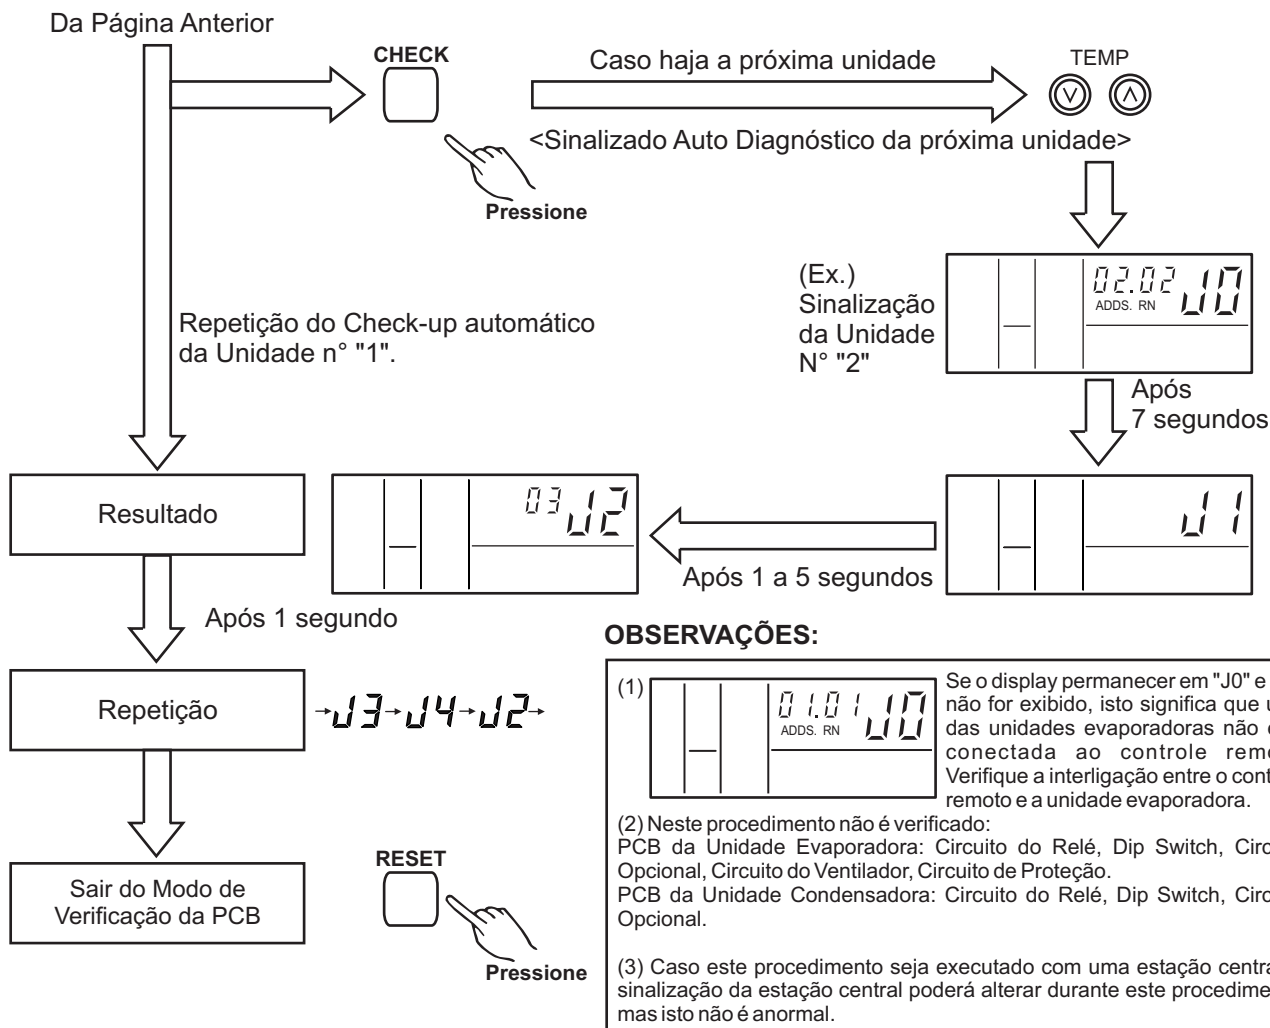 Da Página Anterior
CHECK
Caso haja a próxima unidade
TEMP
<Sinalizado Auto Diagnóstico da próxima unidade>
Pressione
(Ex.)
Sinalização
da Unidade
N° "2"
02.02 J0
ADDS. RN
Repetição do Check-up automático
da Unidade n° "1".
Após
7 segundos
Resultado
03 J2
J1
Após 1 a 5 segundos
Após 1 segundo
Repetição
→J3→J4→J2→
Sair do Modo de
Verificação da PCB
RESET
Pressione
OBSERVAÇÕES:
(1)
01.01 J0
ADDS. RN
Se o display permanecer em "J0" e
não for exibido, isto significa que
das unidades evaporadoras não
conectada ao controle
Verifique a interligação entre o
remoto e a unidade evaporadora.
(2) Neste procedimento não é verificado:
PCB da Unidade Evaporadora: Circuito do Relé, Dip Switch,
Opcional, Circuito do Ventilador, Circuito de Proteção.
PCB da Unidade Condensadora: Circuito do Relé, Dip Switch,
Opcional.
(3) Caso este procedimento seja executado com uma estação
sinalização da estação central poderá alterar durante este
mas isto não é anormal.